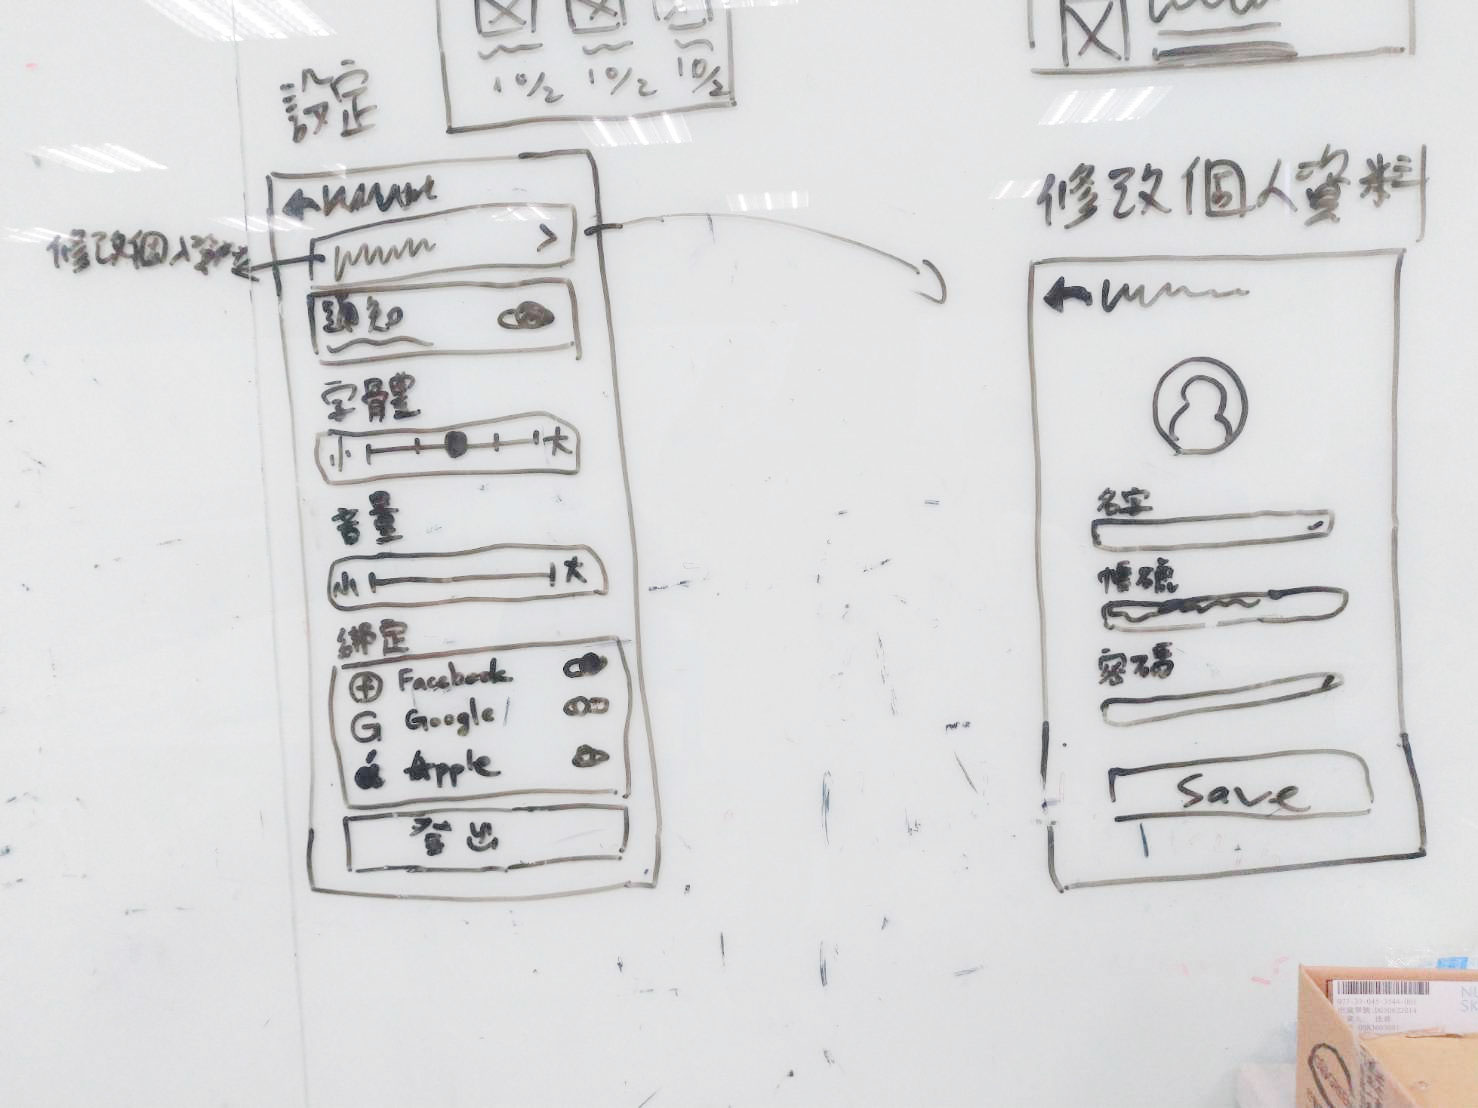 10/2 10/2 10/2
設定
修改個人資料
通知
字體
小 大
音量
小 大
綁定
Facebook
G Google
Apple
登出
修改個人資料
名字
帳號
密碼
Save